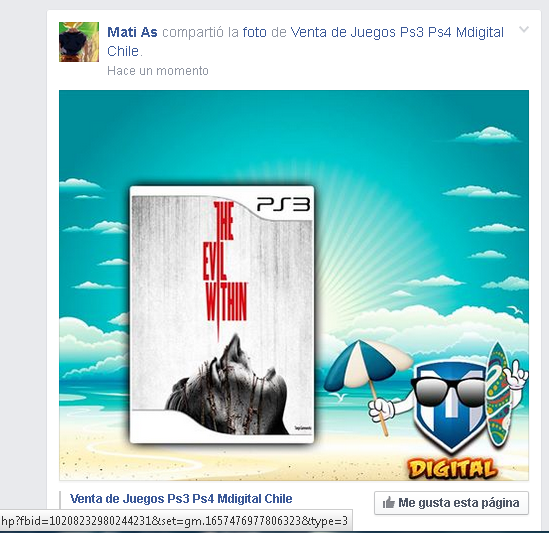 Mati As compartió la foto de Venta de Juegos Ps3 Ps4 Mdigital
Chile.
Hace un momento
PS3
THE
EVIL
WITHIN
DIGITAL
Venta de Juegos Ps3 Ps4 Mdigital Chile
Me gusta esta página
hp?fbid=10208232980244231&set=gm.1657476977806323&type=3